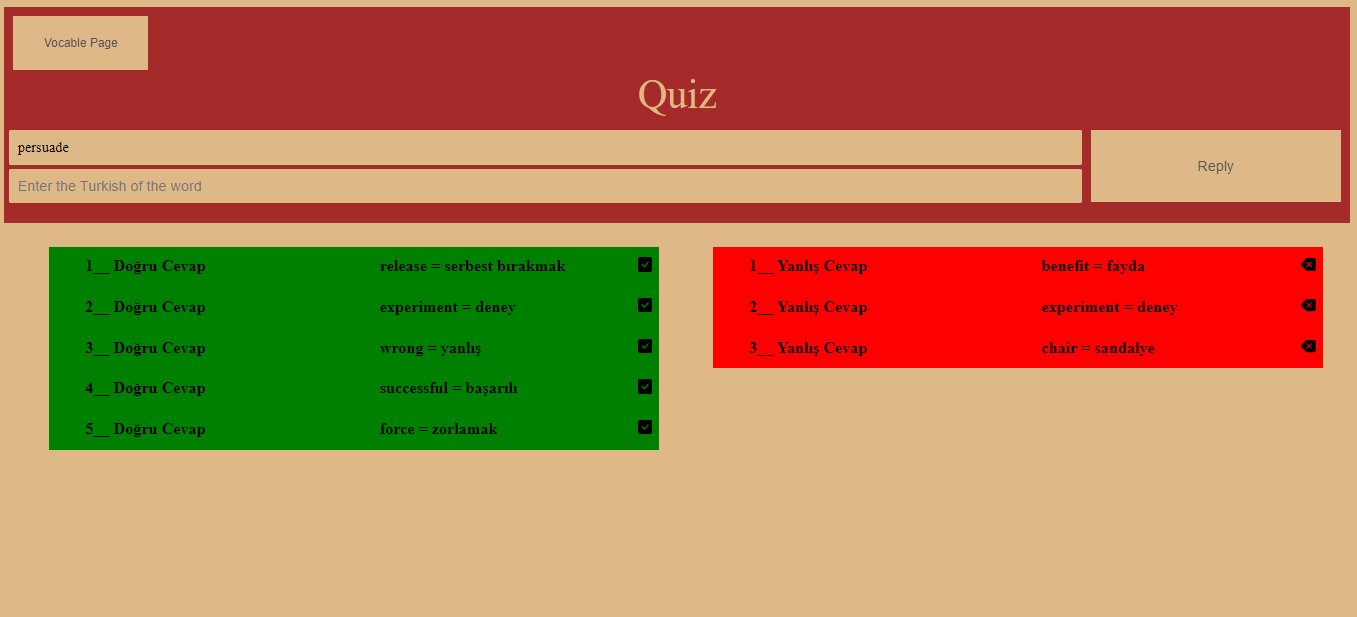 Vocable Page
Quiz
persuade
Reply
Enter the Turkish of the word
1__ Doğru Cevap release = serbest bırakmak
2__ Doğru Cevap experiment = deney
3__ Doğru Cevap wrong = yanlış
4__ Doğru Cevap successful = başarılı
5__ Doğru Cevap force = zorlamak
1__ Yanlış Cevap benefit = fayda
2__ Yanlış Cevap experiment = deney
3__ Yanlış Cevap chair = sandalye